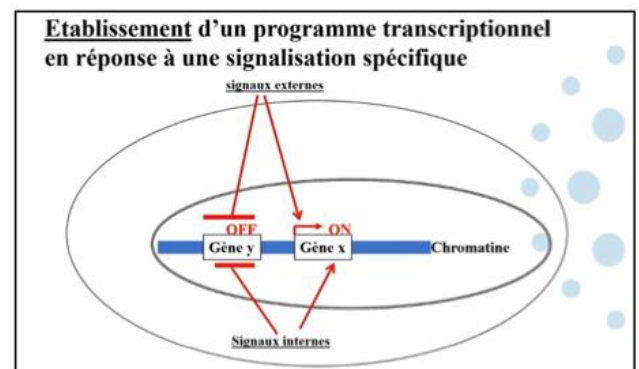 Etablissement d'un programme transcriptionnel
en réponse à une signalisation spécifique
signaux externes
OFF
ON
Gène y
Gène x
Chromatine
Signaux internes